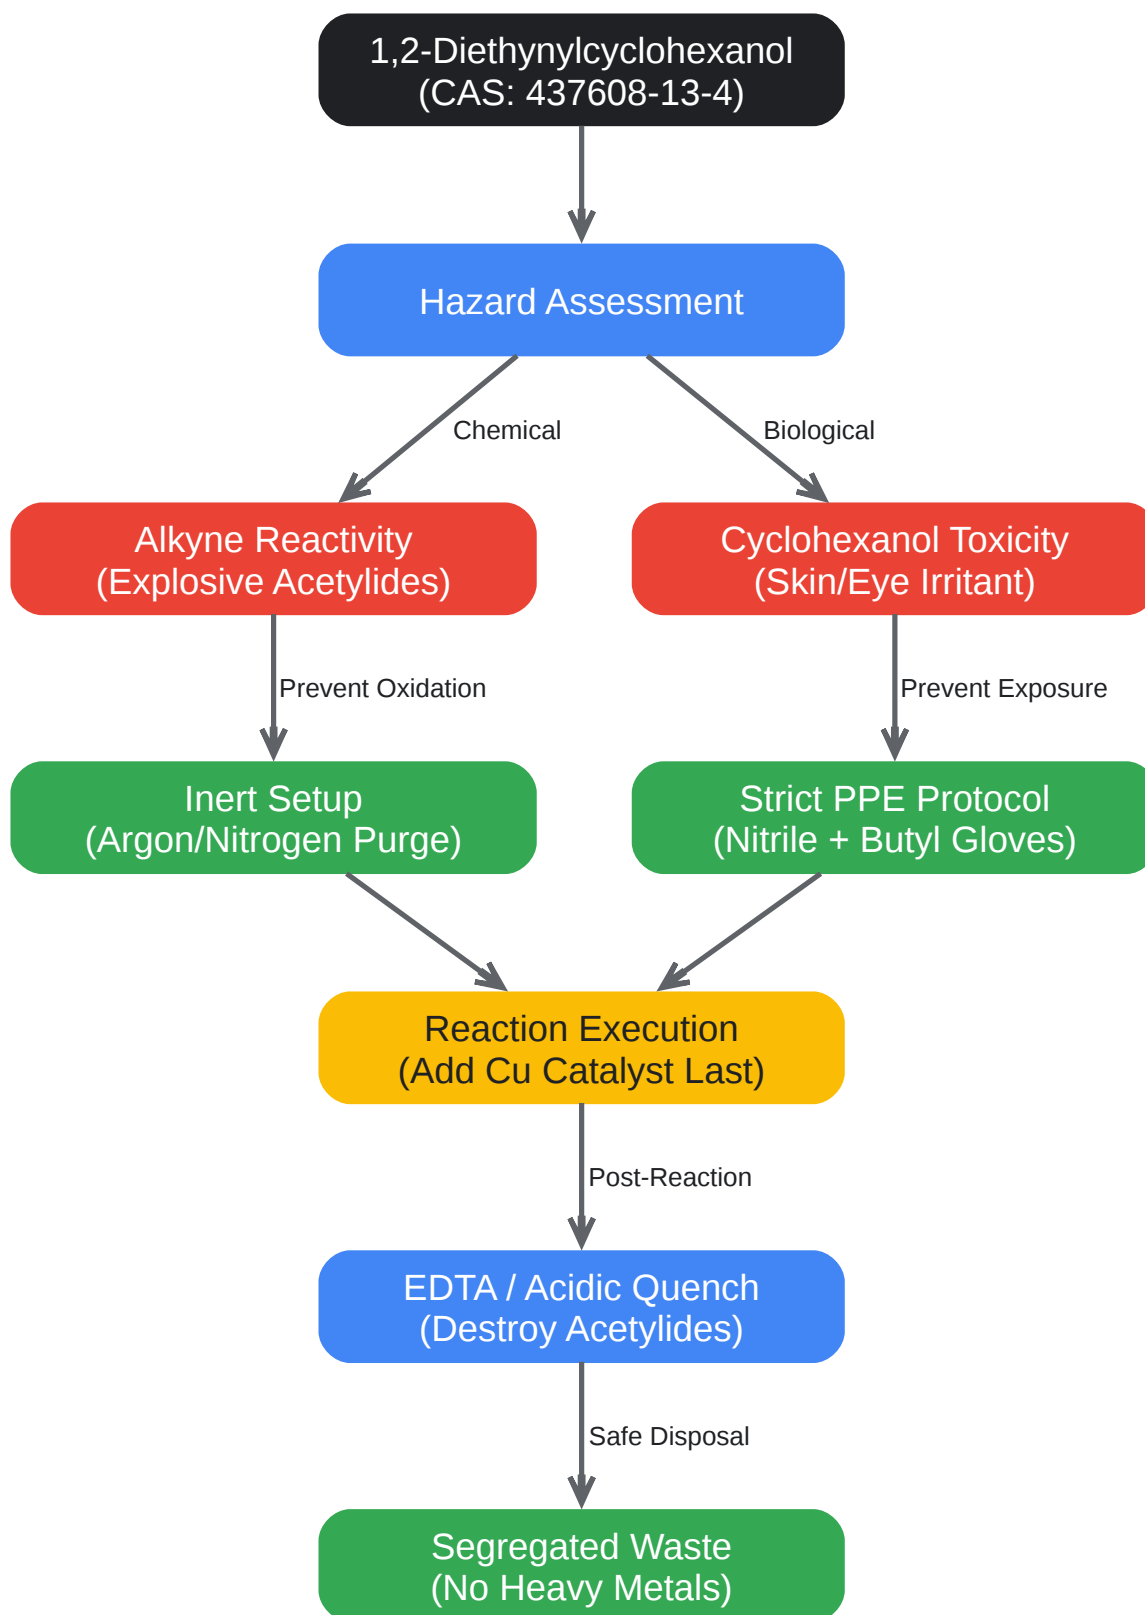 1,2-Diethynylcyclohexanol
(CAS: 437608-13-4)
Hazard Assessment
Chemical
Biological
Alkyne Reactivity
(Explosive Acetylides)
Cyclohexanol Toxicity
(Skin/Eye Irritant)
Prevent Oxidation
Prevent Exposure
Inert Setup
(Argon/Nitrogen Purge)
Strict PPE Protocol
(Nitrile + Butyl Gloves)
Reaction Execution
(Add Cu Catalyst Last)
Post-Reaction
EDTA / Acidic Quench
(Destroy Acetylides)
Safe Disposal
Segregated Waste
(No Heavy Metals)